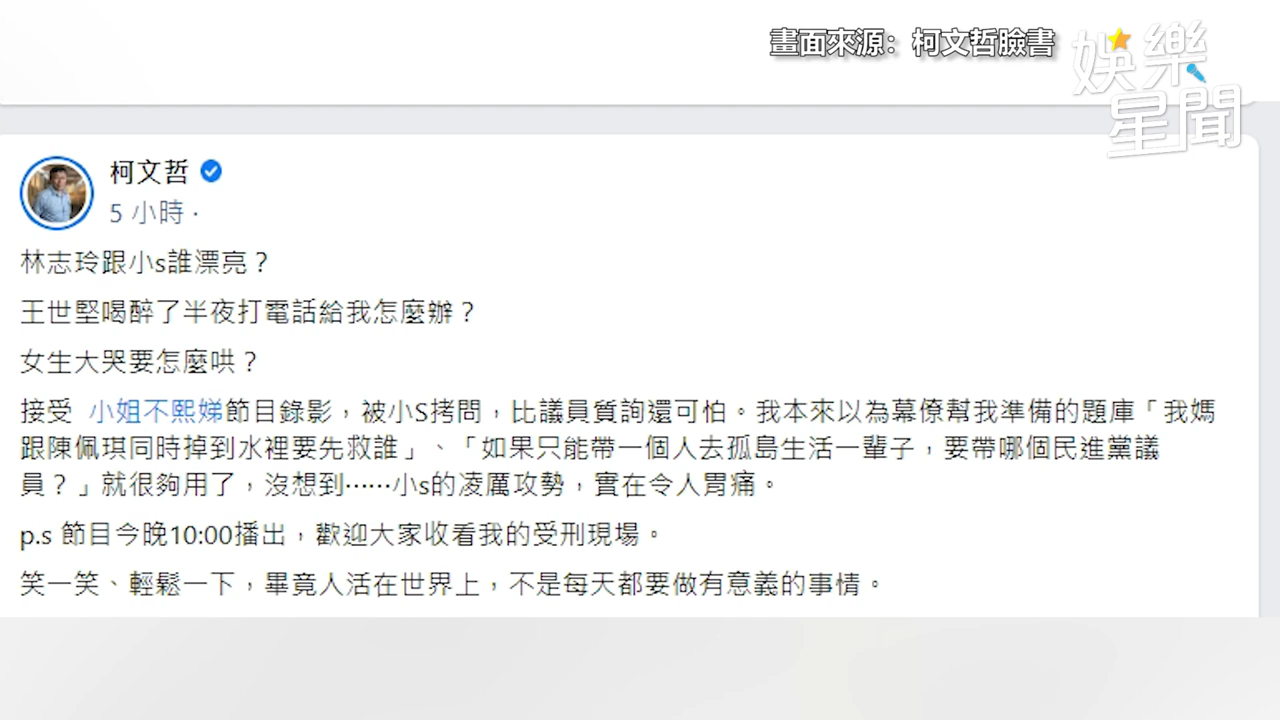 畫面來源：柯文哲臉書
娛樂
星聞
柯文哲
5 小時 ·
林志玲跟小s誰漂亮？
王世堅喝醉了半夜打電話給我怎麼辦？
女生大哭要怎麼哄？
接受 小姐不熙娣節目錄影，被小S拷問，比議員質詢還可怕。我本來以為幕僚幫我準備的題庫「我媽
跟陳佩琪同時掉到水裡要先救誰」、「如果只能帶一個人去孤島生活一輩子，要帶哪個民進黨議
員？」就很夠用了，沒想到……小s的凌厲攻勢，實在令人胃痛。
p.s 節目今晚10:00播出，歡迎大家收看我的受刑現場。
笑一笑、輕鬆一下，畢竟人活在世界上，不是每天都要做有意義的事情。